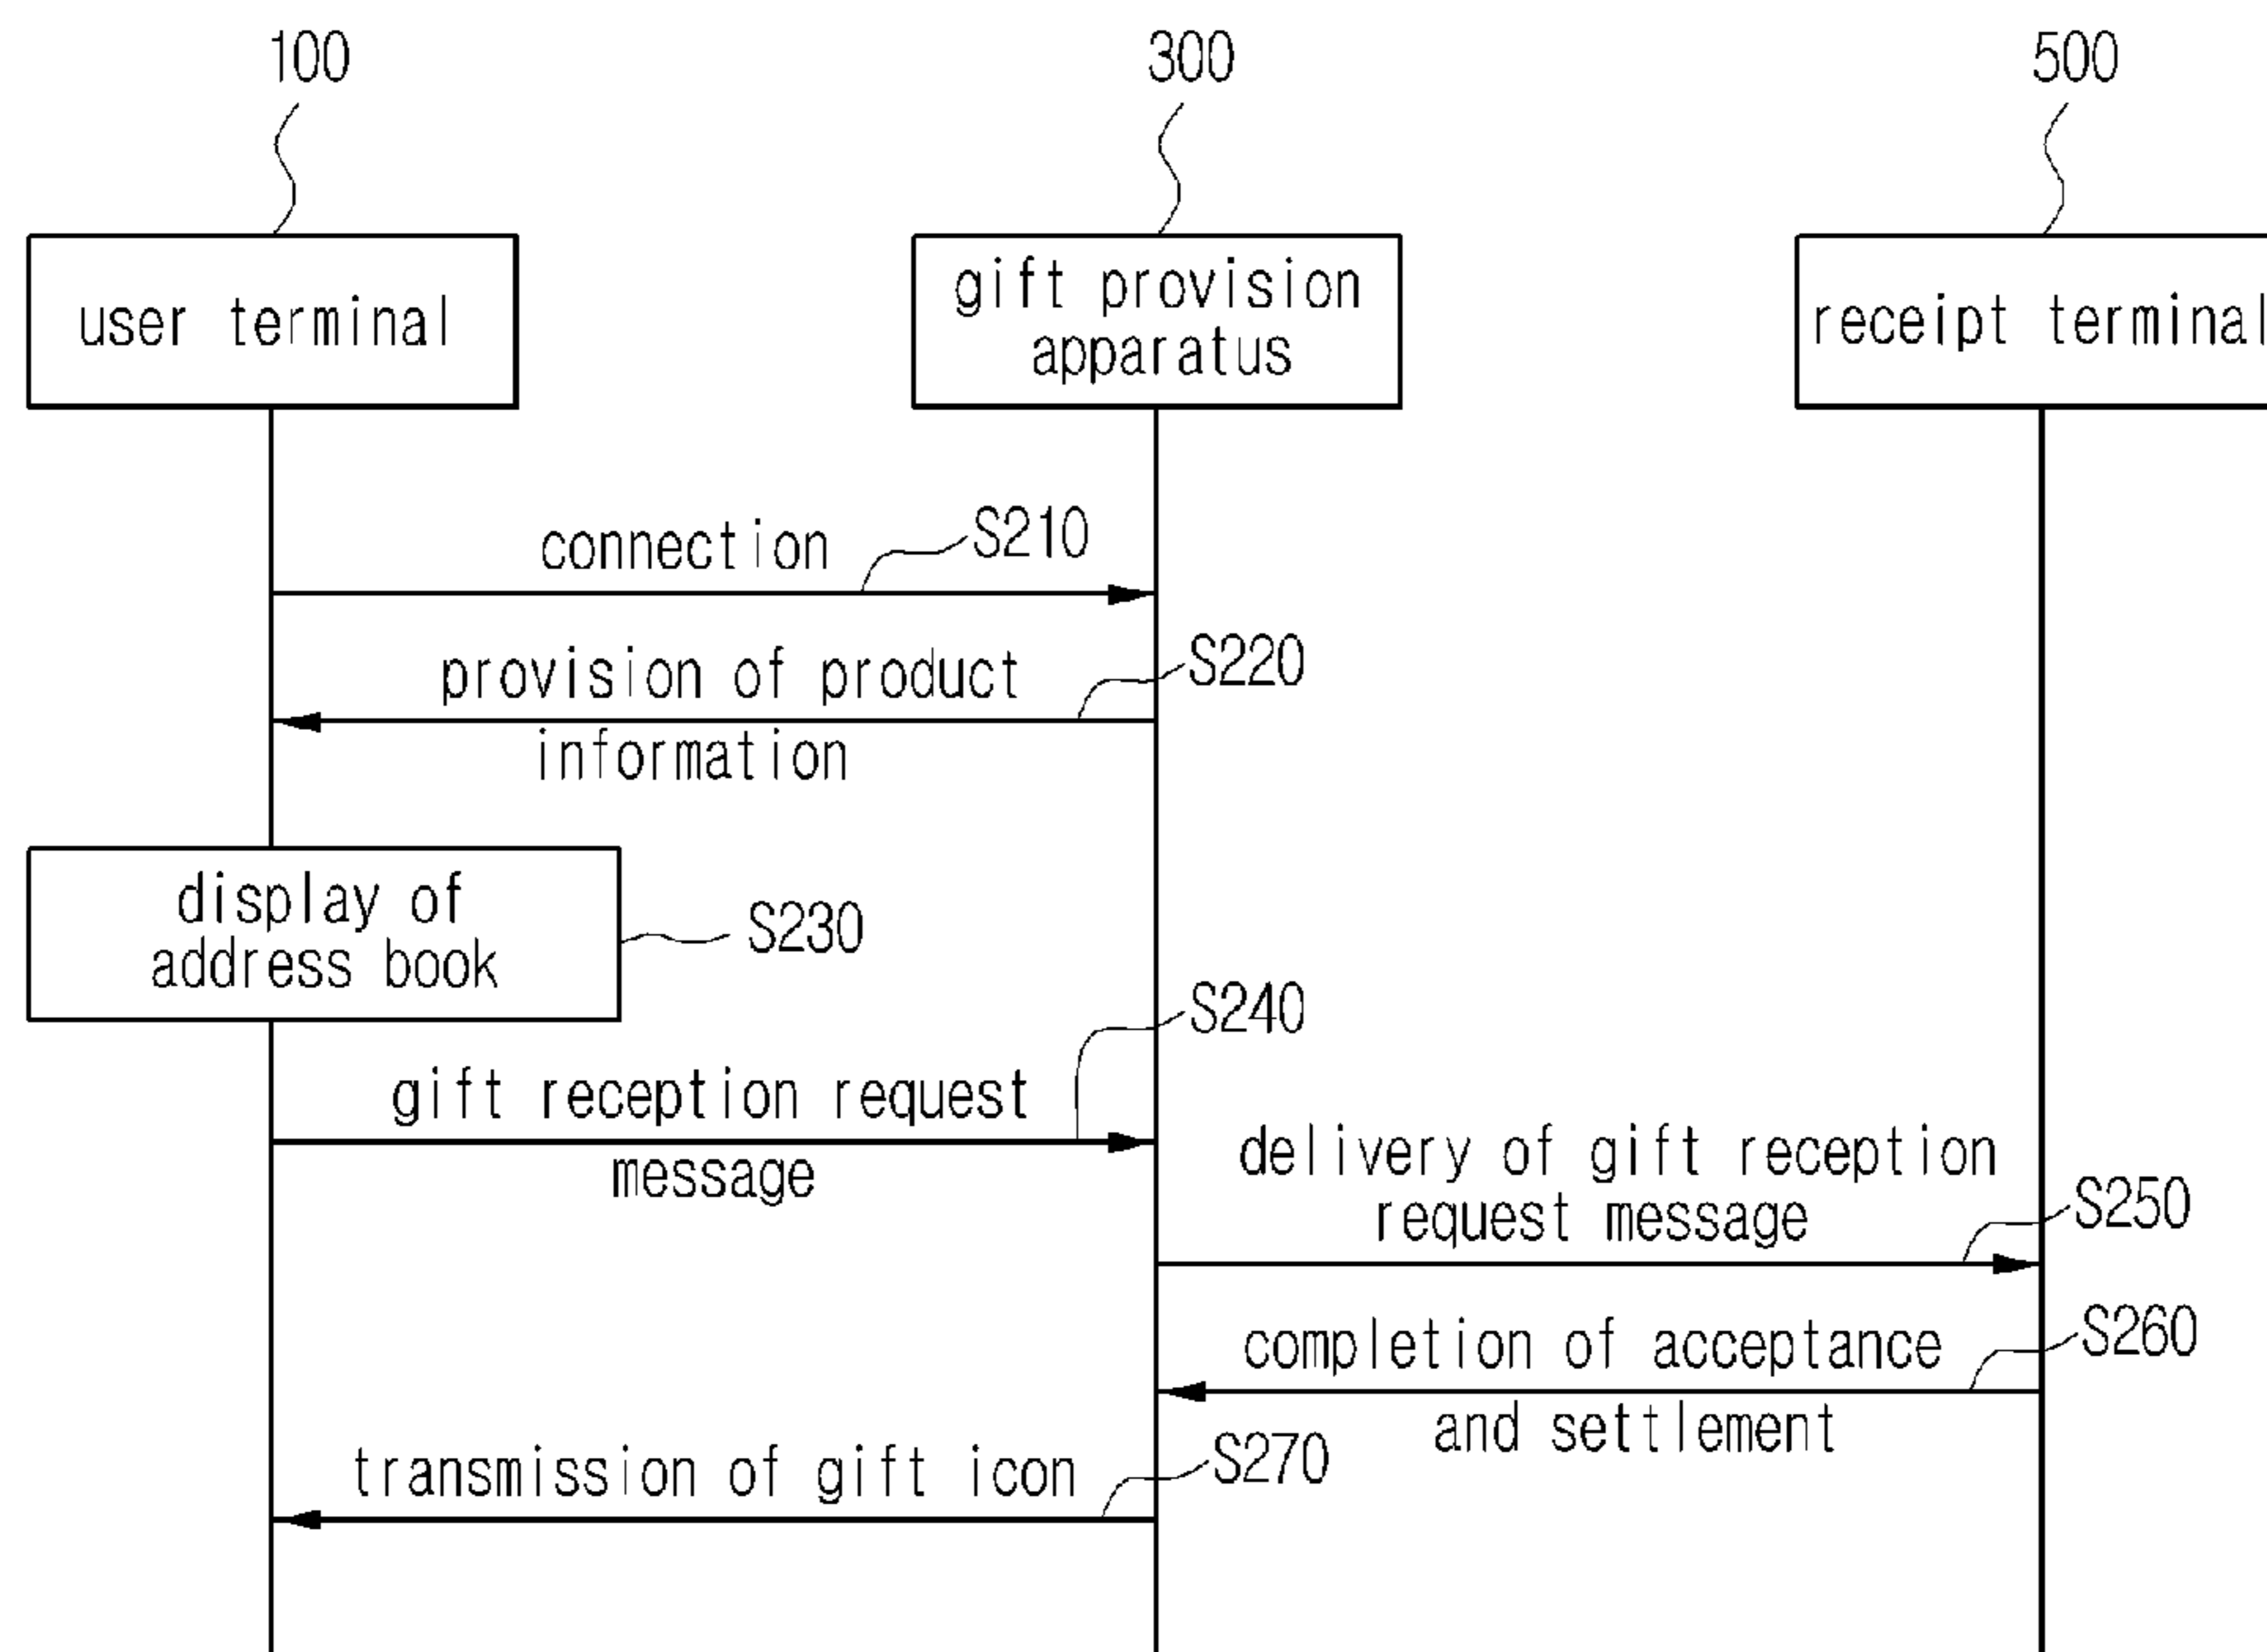 100
300
500
user terminal
gift provision
apparatus
receipt terminal
connection
S210
provision of product
S220
information
display of
address book
S230
S240
gift reception request
message
delivery of gift reception
request message
S250
completion of acceptance
S260
and settlement
transmission of gift icon
S270